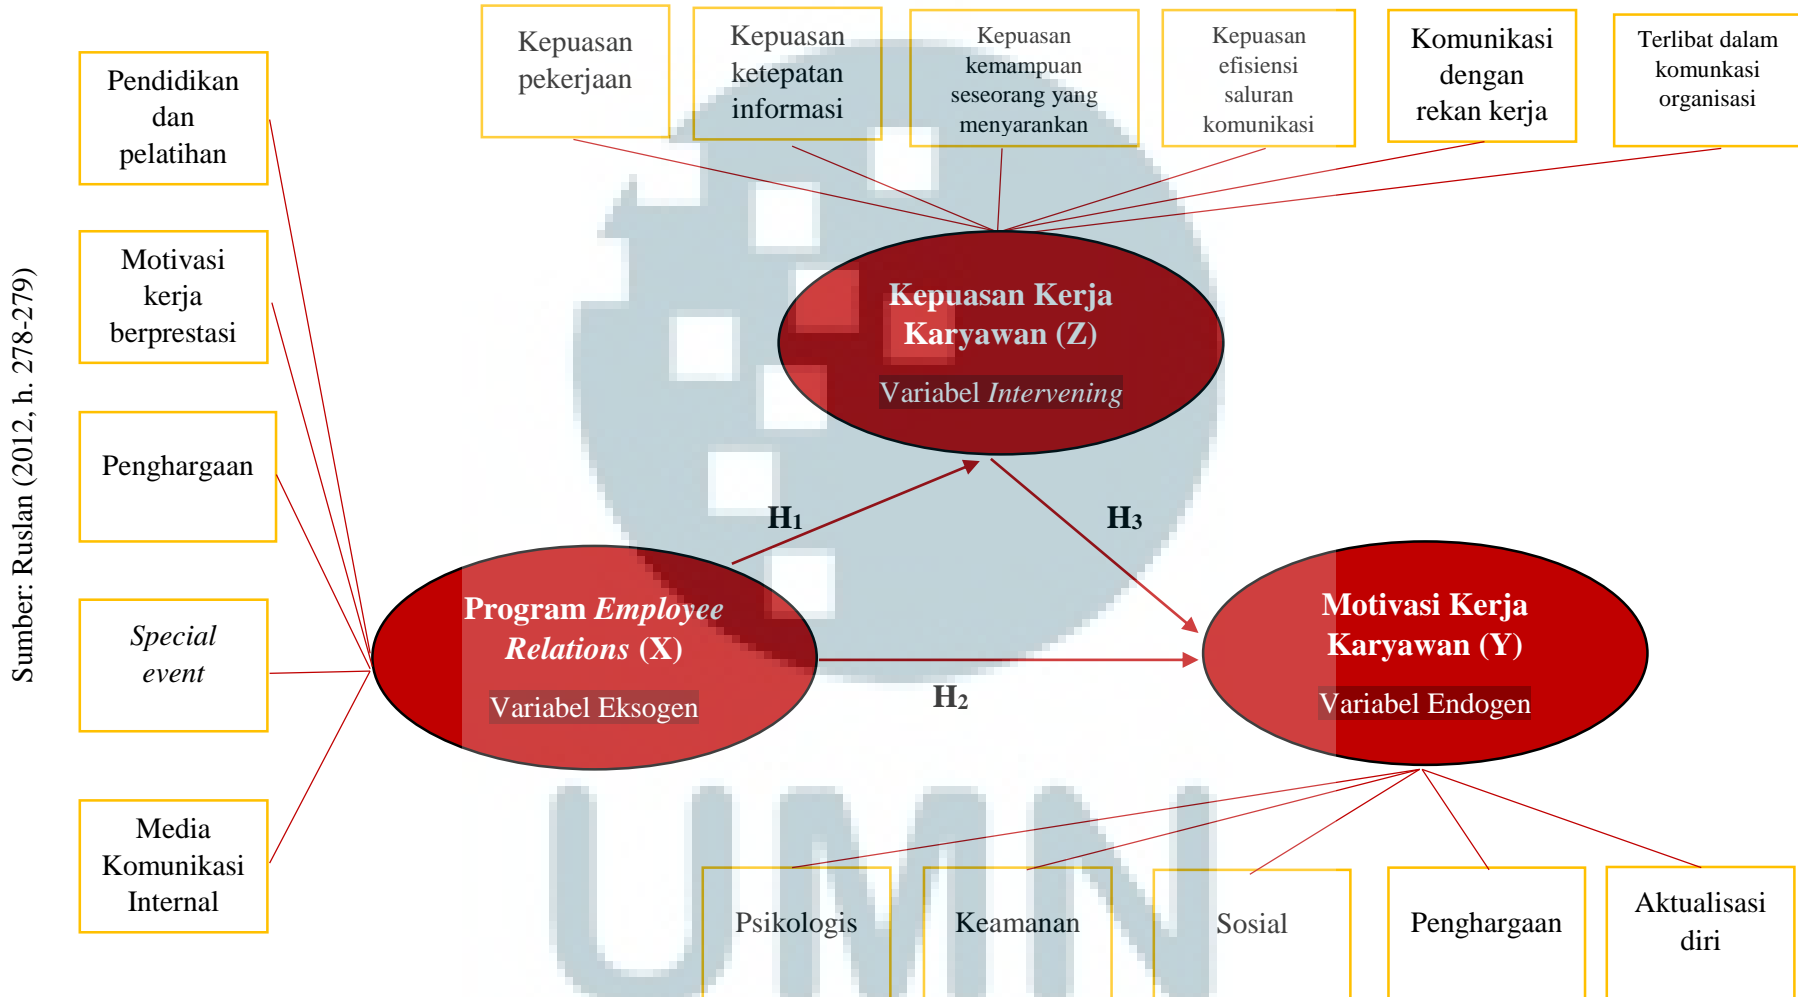 Kepuasan
pekerjaan
Kepuasan
ketepatan
informasi
Kepuasan
kemampuan
seseorang yang
menyarankan
Kepuasan
efisiensi
saluran
komunikasi
Komunikasi
dengan
rekan kerja
Terlibat dalam
komunkasi
organisasi
Pendidikan
dan
pelatihan
Motivasi
kerja
berprestasi
Penghargaan
Special
event
Media
Komunikasi
Internal
Sumber: Ruslan (2012, h. 278-279)
Kepuasan Kerja
Karyawan (Z)
Variabel Intervening
H1
H3
Program Employee
Relations (X)
Variabel Eksogen
H2
Motivasi Kerja
Karyawan (Y)
Variabel Endogen
Psikologis
Keamanan
Sosial
Penghargaan
Aktualisasi
diri
UMN